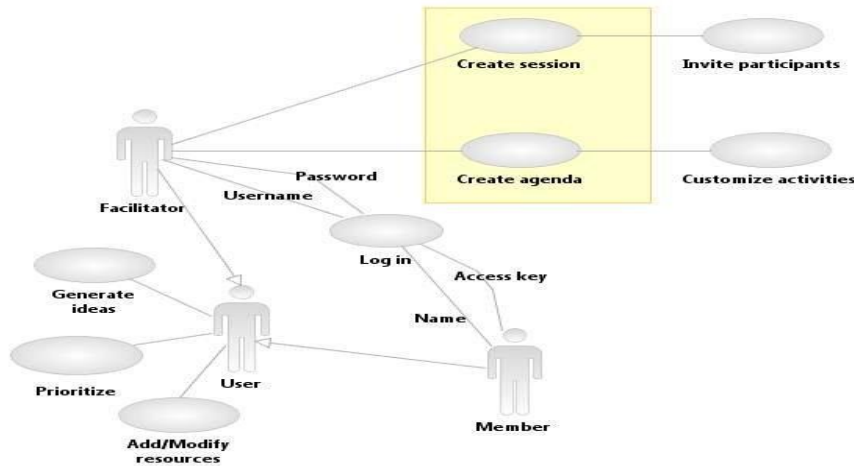 Create session
Invite participants
Create agenda
Customize activities
Password
Username
Facilitator
Log in
Access key
Generate
ideas
Name
User
Prioritize
Member
Add/Modify
resources